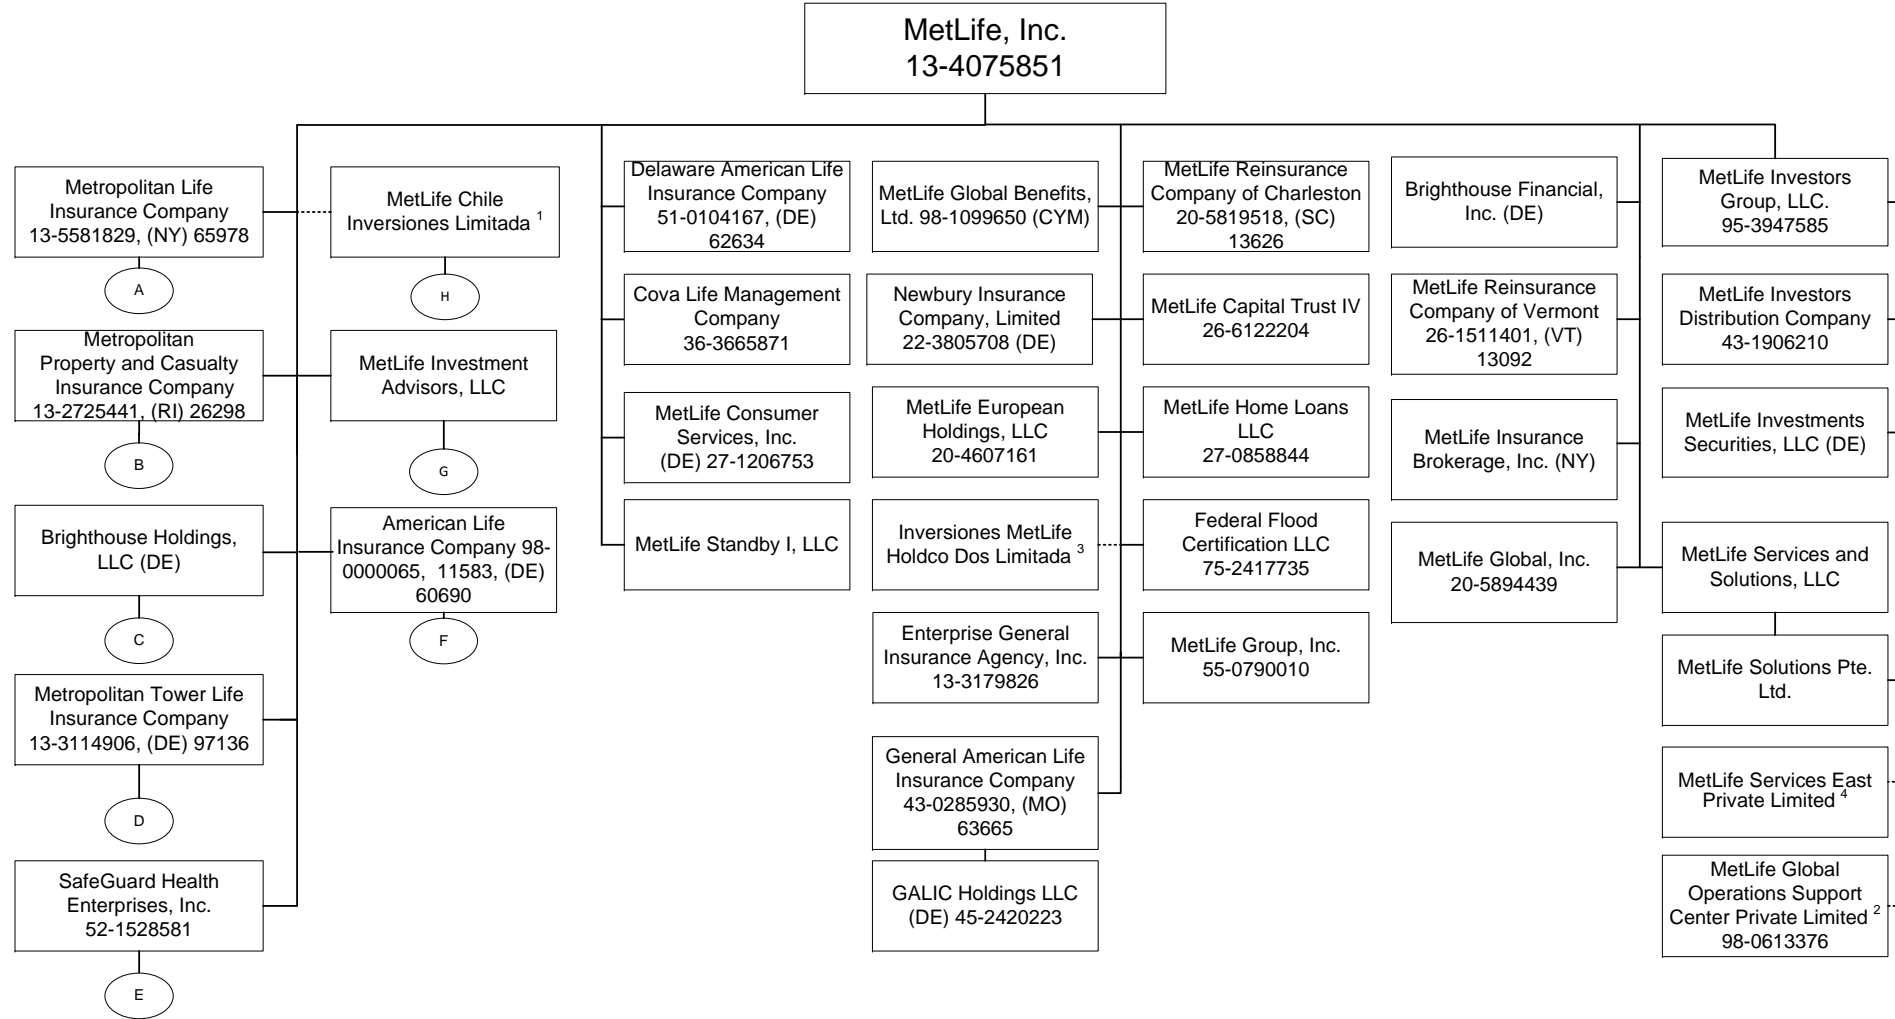 MetLife, Inc.
13-4075851
Metropolitan Life
Insurance Company
13-5581829, (NY) 65978
A
Metropolitan
Property and Casualty
Insurance Company
13-2725441, (RI) 26298
B
Brighthouse Holdings,
LLC (DE)
C
Metropolitan Tower Life
Insurance Company
13-3114906, (DE) 97136
D
SafeGuard Health
Enterprises, Inc.
52-1528581
E
MetLife Chile
Inversiones Limitada 1
H
MetLife Investment
Advisors, LLC
G
American Life
Insurance Company 98-
0000065, 11583, (DE)
60690
F
Delaware American Life
Insurance Company
51-0104167, (DE)
62634
Cova Life Management
Company
36-3665871
MetLife Consumer
Services, Inc.
(DE) 27-1206753
MetLife Standby I, LLC
MetLife Global Benefits,
Ltd. 98-1099650 (CYM)
Newbury Insurance
Company, Limited
22-3805708 (DE)
MetLife European
Holdings, LLC
20-4607161
Inversiones MetLife
Holdco Dos Limitada 3
Enterprise General
Insurance Agency, Inc.
13-3179826
General American Life
Insurance Company
43-0285930, (MO)
63665
GALIC Holdings LLC
(DE) 45-2420223
MetLife Reinsurance
Company of Charleston
20-5819518, (SC)
13626
MetLife Capital Trust IV
26-6122204
MetLife Home Loans
LLC
27-0858844
Federal Flood
Certification LLC
75-2417735
MetLife Group, Inc.
55-0790010
Brighthouse Financial,
Inc. (DE)
MetLife Reinsurance
Company of Vermont
26-1511401, (VT)
13092
MetLife Insurance
Brokerage, Inc. (NY)
MetLife Global, Inc.
20-5894439
MetLife Investors
Group, LLC.
95-3947585
MetLife Investors
Distribution Company
43-1906210
MetLife Investments
Securities, LLC (DE)
MetLife Services and
Solutions, LLC
MetLife Solutions Pte.
Ltd.
MetLife Services East
Private Limited 4
MetLife Global
Operations Support
Center Private Limited 2
98-0613376